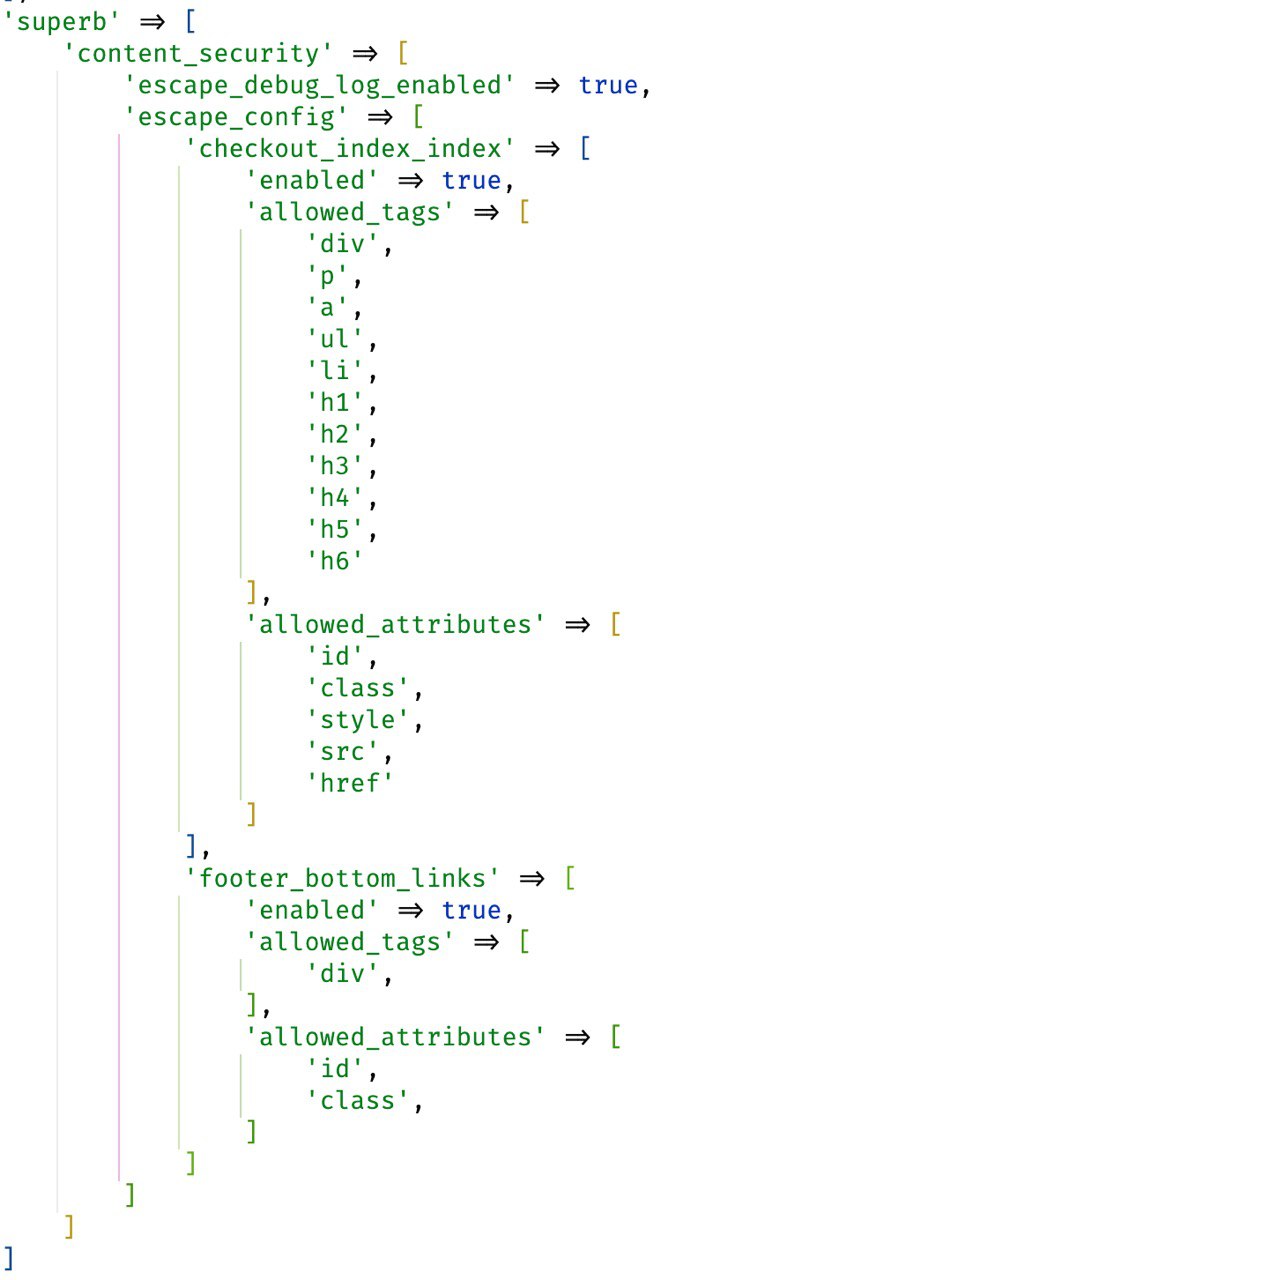 'superb' => [
    'content_security' => [
        'escape_debug_log_enabled' => true,
        'escape_config' => [
            'checkout_index_index' => [
                'enabled' => true,
                'allowed_tags' => [
                    'div',
                    'p',
                    'a',
                    'ul',
                    'li',
                    'h1',
                    'h2',
                    'h3',
                    'h4',
                    'h5',
                    'h6'
                ],
                'allowed_attributes' => [
                    'id',
                    'class',
                    'style',
                    'src',
                    'href'
                ]
            ],
            'footer_bottom_links' => [
                'enabled' => true,
                'allowed_tags' => [
                    'div',
                ],
                'allowed_attributes' => [
                    'id',
                    'class',
                ]
            ]
        ]
    ]
]